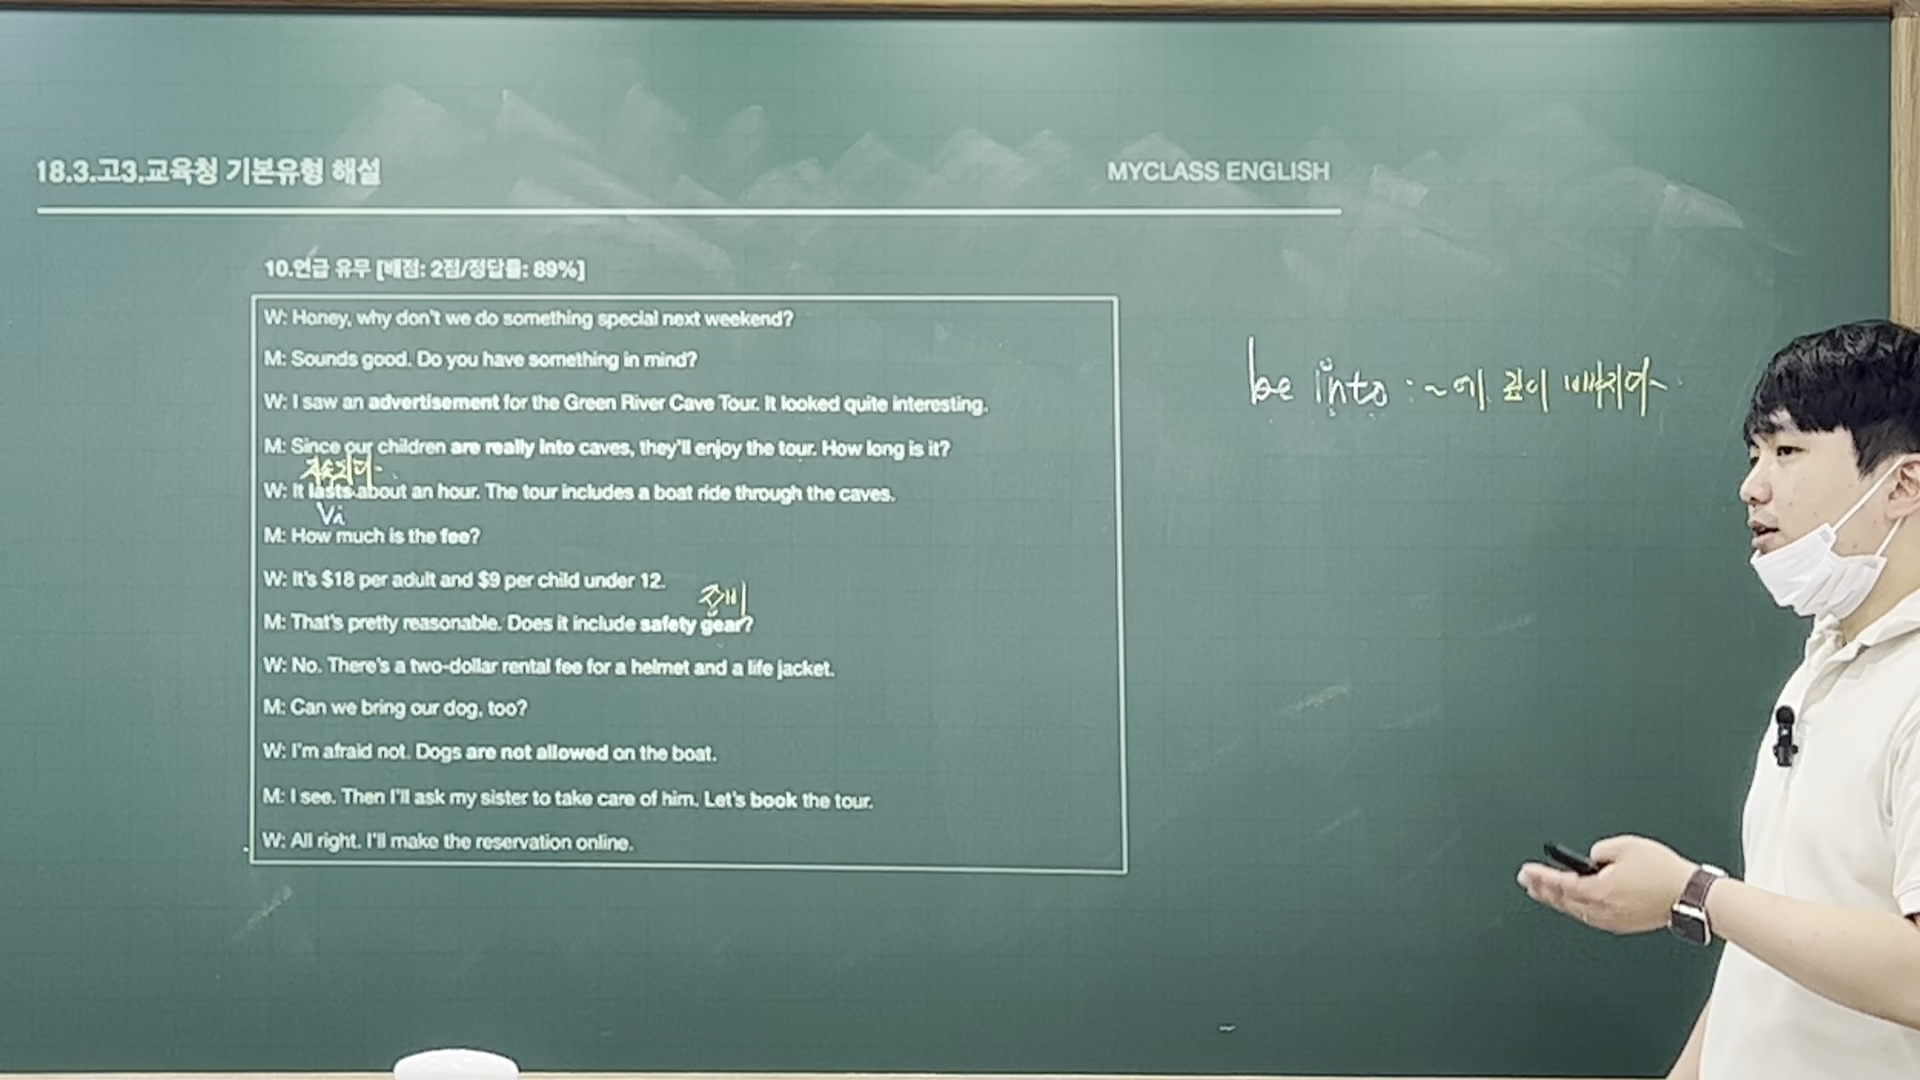 18.3.고3.교육청 기본유형 해설
MYCLASS ENGLISH
10.언급 유무 [배점: 2점/정답률: 89%]
W: Honey, why don't we do something special next weekend?
M: Sounds good. Do you have something in mind?
W: I saw an advertisement for the Green River Cave Tour. It looked quite interesting.
be into : ~에 깊이 빠지다
M: Since our children are really into caves, they'll enjoy the tour. How long is it?
지속되다
W: It lasts about an hour. The tour includes a boat ride through the caves.
Vi
M: How much is the fee?
W: It's $18 per adult and $9 per child under 12.
장비
M: That's pretty reasonable. Does it include safety gear?
W: No. There's a two-dollar rental fee for a helmet and a life jacket.
M: Can we bring our dog, too?
W: I'm afraid not. Dogs are not allowed on the boat.
M: I see. Then I'll ask my sister to take care of him. Let's book the tour.
W: All right. I'll make the reservation online.